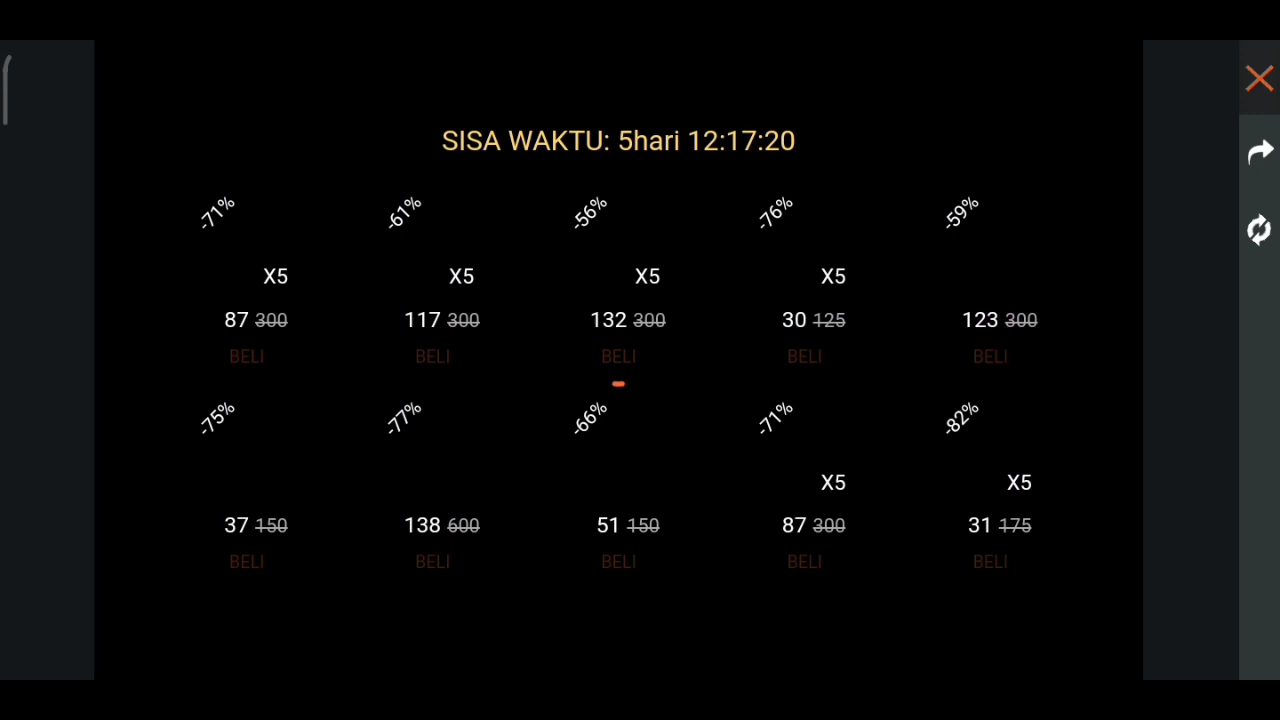 SISA WAKTU: 5hari 12:17:20
-71% -61% -56% -76% -59%
X5 X5 X5 X5
87 300 117 300 132 300 30 125 123 300
BELI BELI BELI BELI BELI
-75% -77% -66% -71% -82%
X5 X5
37 150 138 600 51 150 87 300 31 175
BELI BELI BELI BELI BELI